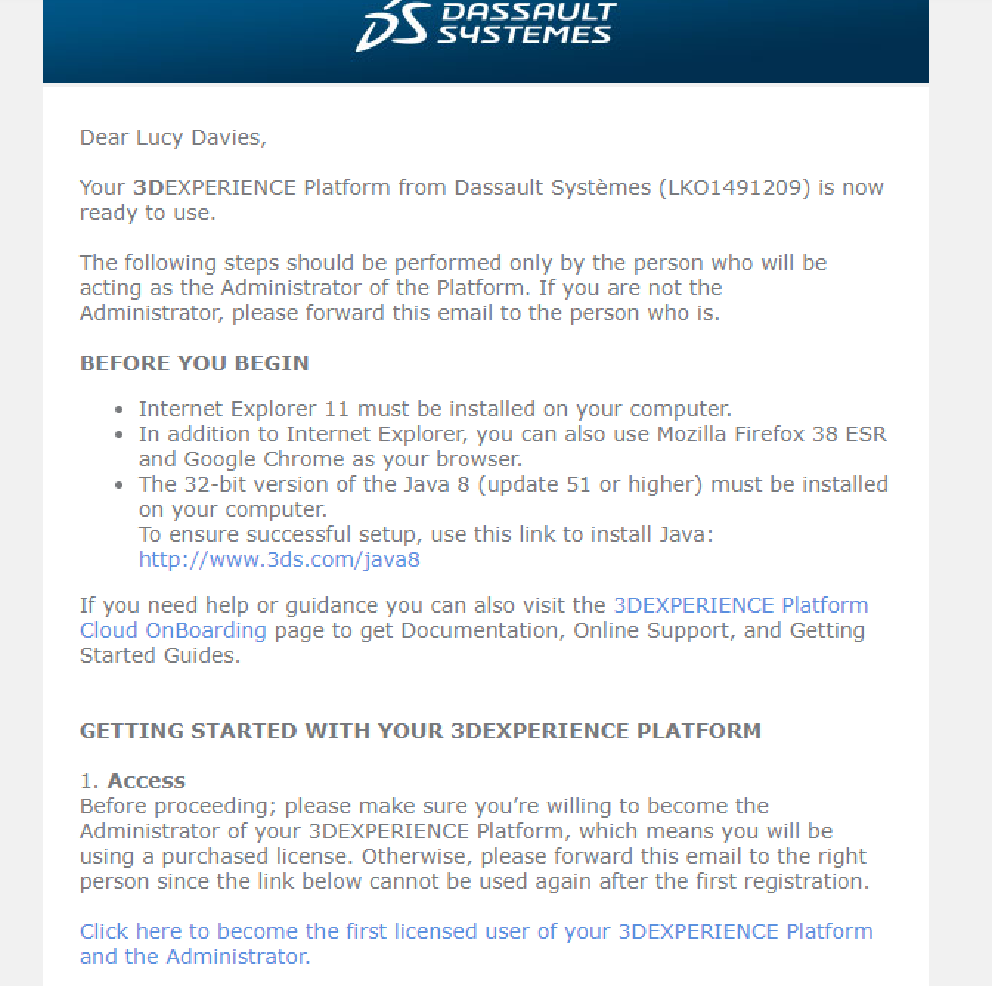 DASSAULT
SYSTEMES
Dear Lucy Davies,
Your 3DEXPERIENCE Platform from Dassault Systèmes (LKO1491209) is now
ready to use.
The following steps should be performed only by the person who will be
acting as the Administrator of the Platform. If you are not the
Administrator, please forward this email to the person who is.
BEFORE YOU BEGIN
• Internet Explorer 11 must be installed on your computer.
• In addition to Internet Explorer, you can also use Mozilla Firefox 38 ESR
and Google Chrome as your browser.
• The 32-bit version of the Java 8 (update 51 or higher) must be installed
on your computer.
To ensure successful setup, use this link to install Java:
http://www.3ds.com/java8
If you need help or guidance you can also visit the 3DEXPERIENCE Platform
Cloud OnBoarding page to get Documentation, Online Support, and Getting
Started Guides.
GETTING STARTED WITH YOUR 3DEXPERIENCE PLATFORM
1. Access
Before proceeding; please make sure you’re willing to become the
Administrator of your 3DEXPERIENCE Platform, which means you will be
using a purchased license. Otherwise, please forward this email to the right
person since the link below cannot be used again after the first registration.
Click here to become the first licensed user of your 3DEXPERIENCE Platform
and the Administrator.